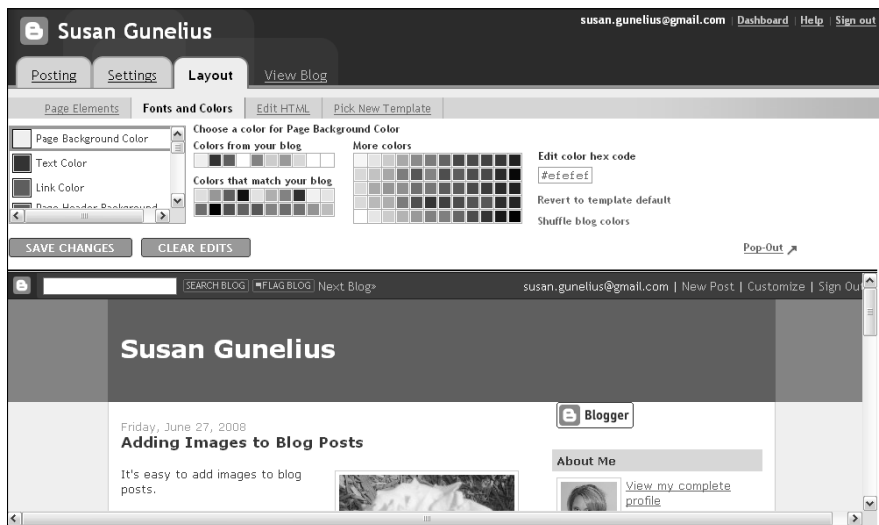 Susan Gunelius
susan.gunelius@gmail.com | Dashboard | Help | Sign out
Posting Settings Layout View Blog
Page Elements Fonts and Colors Edit HTML Pick New Template
Page Background Color
Text Color
Link Color
Page Header Background
Choose a color for Page Background Color
Colors from your blog
Colors that match your blog
More colors
Edit color hex code
#efefef
Revert to template default
Shuffle blog colors
SAVE CHANGES CLEAR EDITS
Pop-Out
SEARCH BLOG FLAG BLOG Next Blog»
susan.gunelius@gmail.com | New Post | Customize | Sign Out
Susan Gunelius
Friday, June 27, 2008
Adding Images to Blog Posts
It's easy to add images to blog
posts.
Blogger
About Me
View my complete
profile